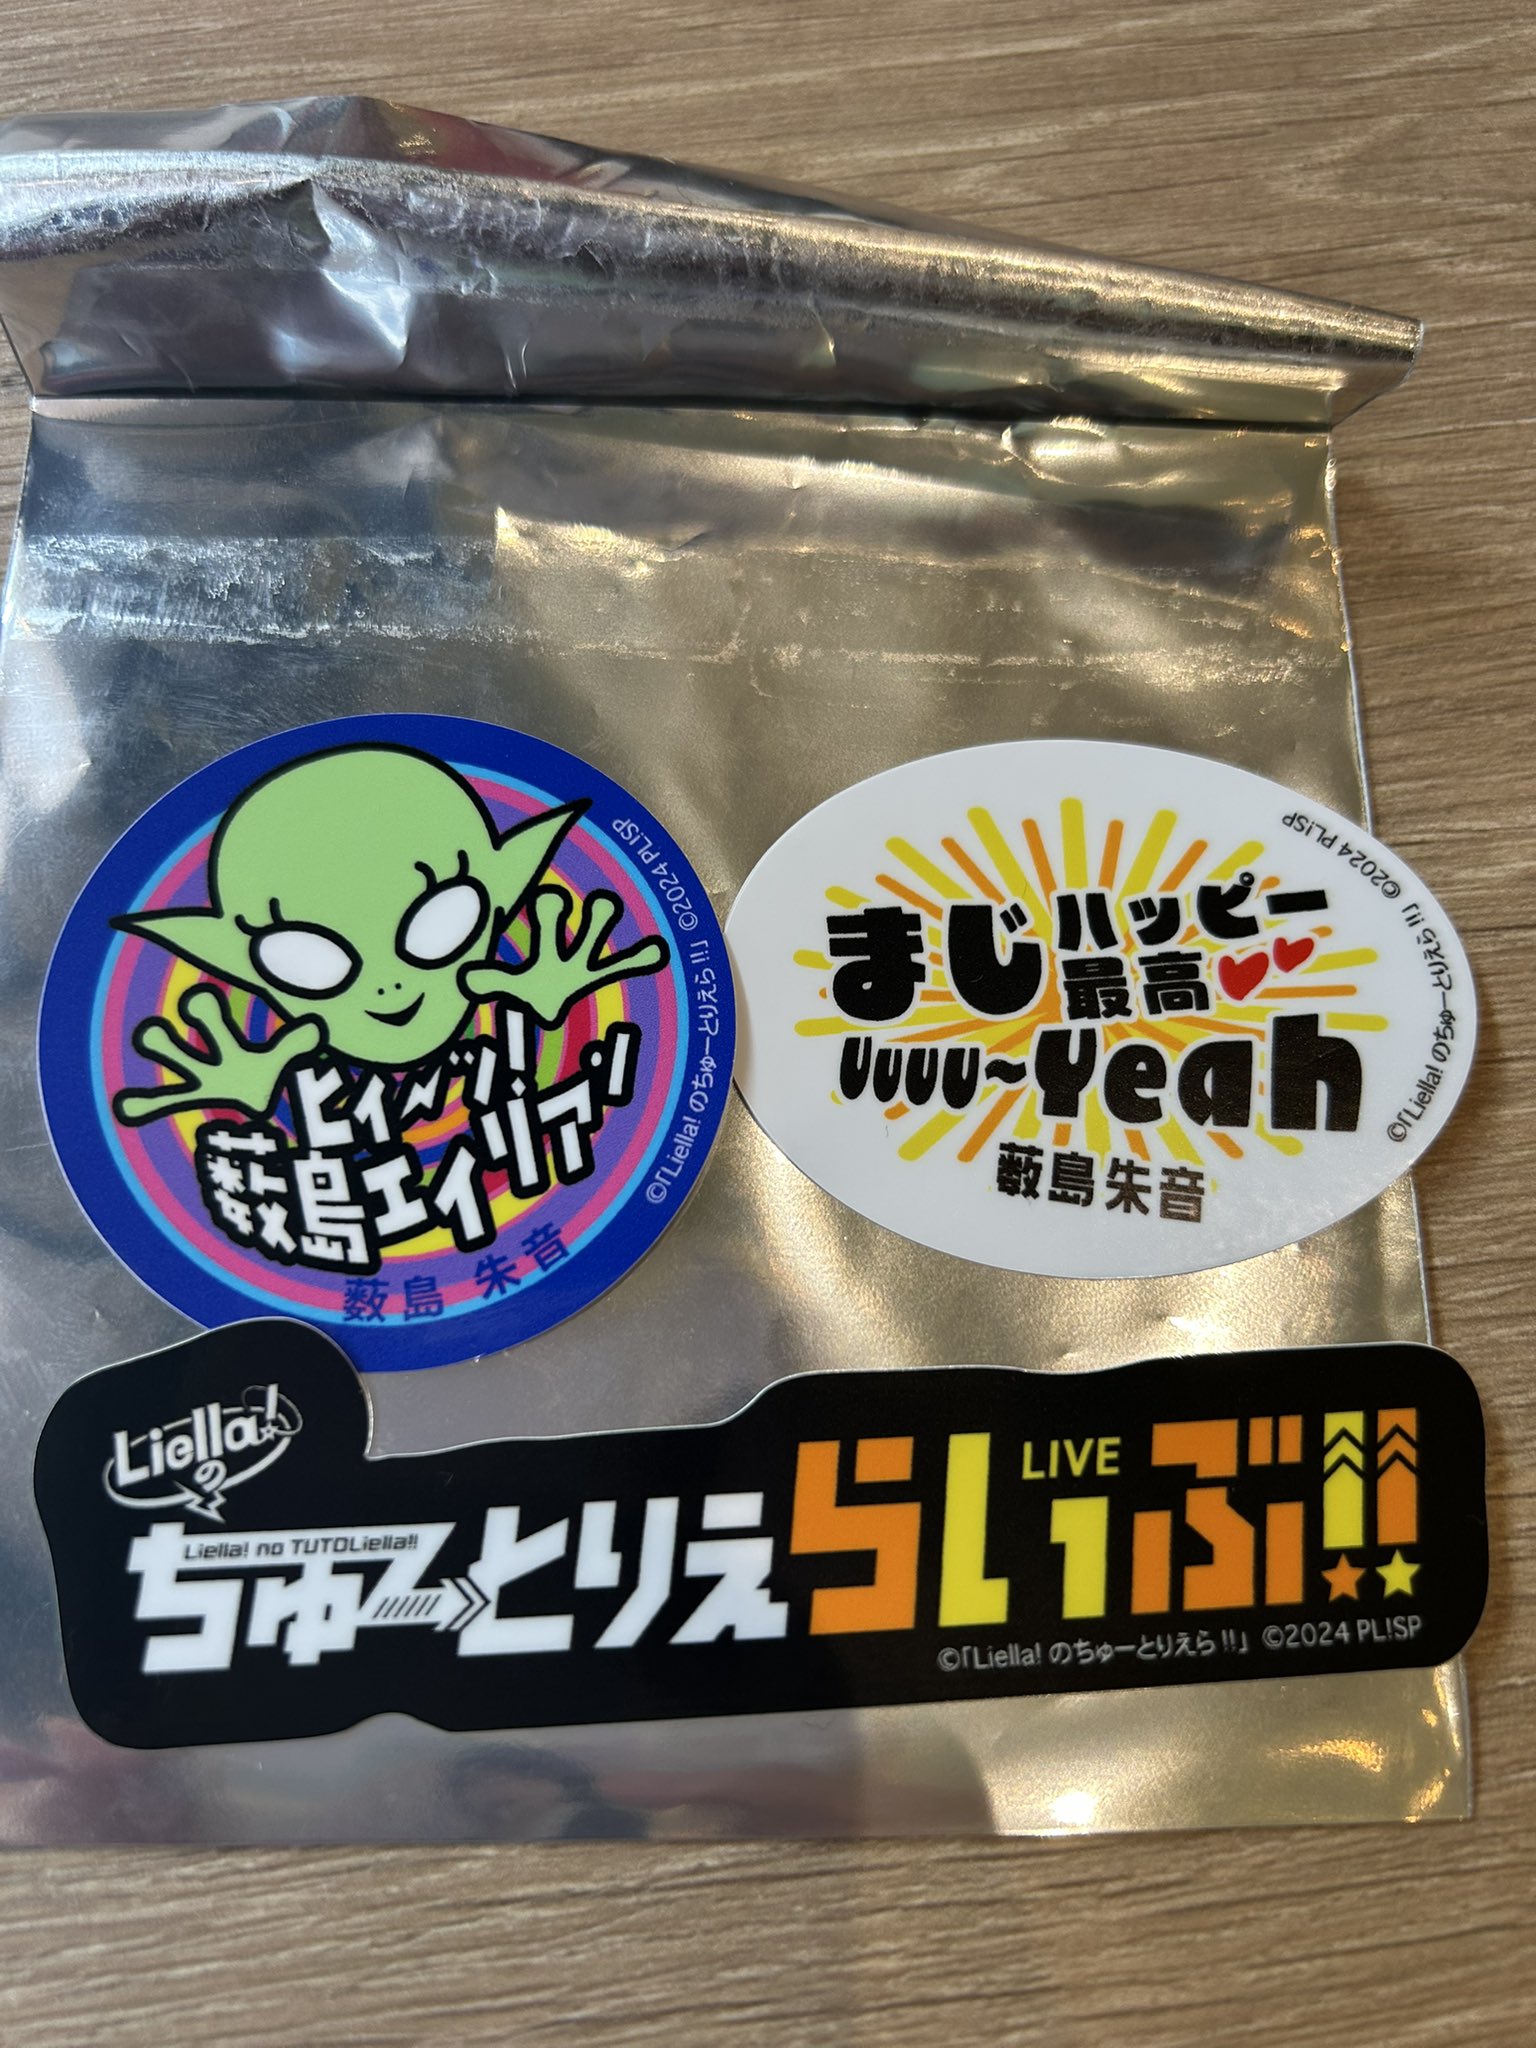 ヒィーッ!
薮島エイリアン
薮島 朱音
©「Liella! のちゅーとりえら!!」 ©2024 PL!SP
まじハッピー
最高
uuuu~Yeah
薮島朱音
©「Liella! のちゅーとりえら!!」 ©2024 PL!SP
Liella!
の
Liella! no TUTOLiella!!
ちゅーとりえらいぶ!!
LIVE
©「Liella! のちゅーとりえら!!」 ©2024 PL!SP